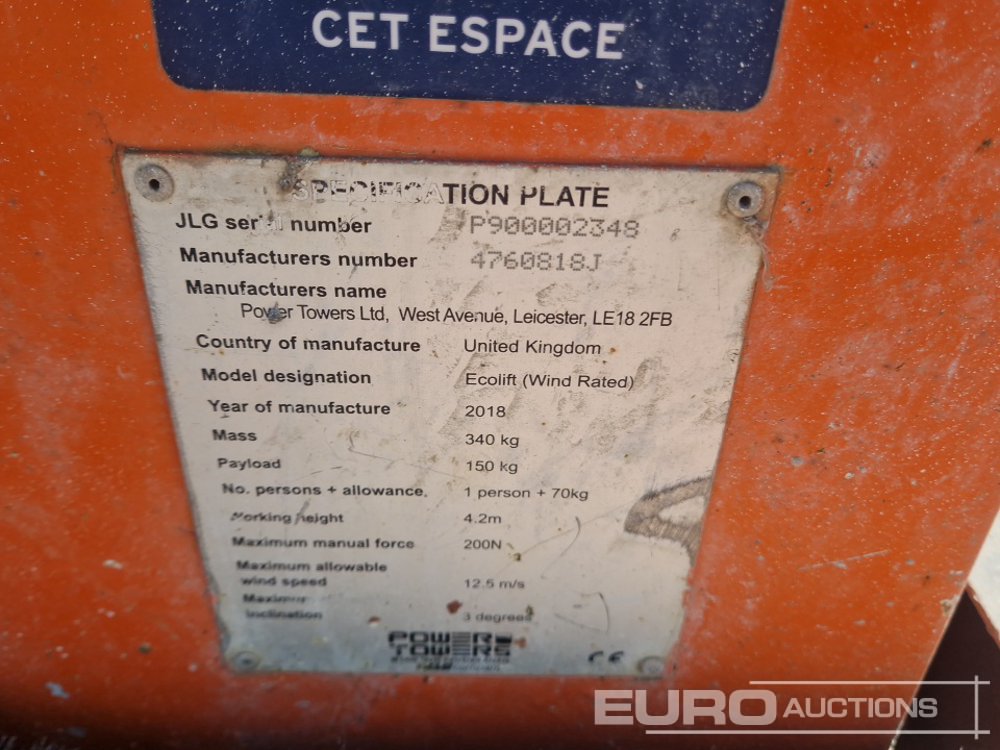 CET ESPACE
SPECIFICATION PLATE
JLG serial number P900002348
Manufacturers number 4760818J
Manufacturers name
Power Towers Ltd, West Avenue, Leicester, LE18 2FB
Country of manufacture United Kingdom
Model designation Ecolift (Wind Rated)
Year of manufacture 2018
Mass 340 kg
Payload 150 kg
No. persons + allowance. 1 person + 70kg
Working height 4.2m
Maximum manual force 200N
Maximum allowable
wind speed 12.5 m/s
Maximum
inclination 3 degrees
POWER
TOWERS
CE
EURO AUCTIONS